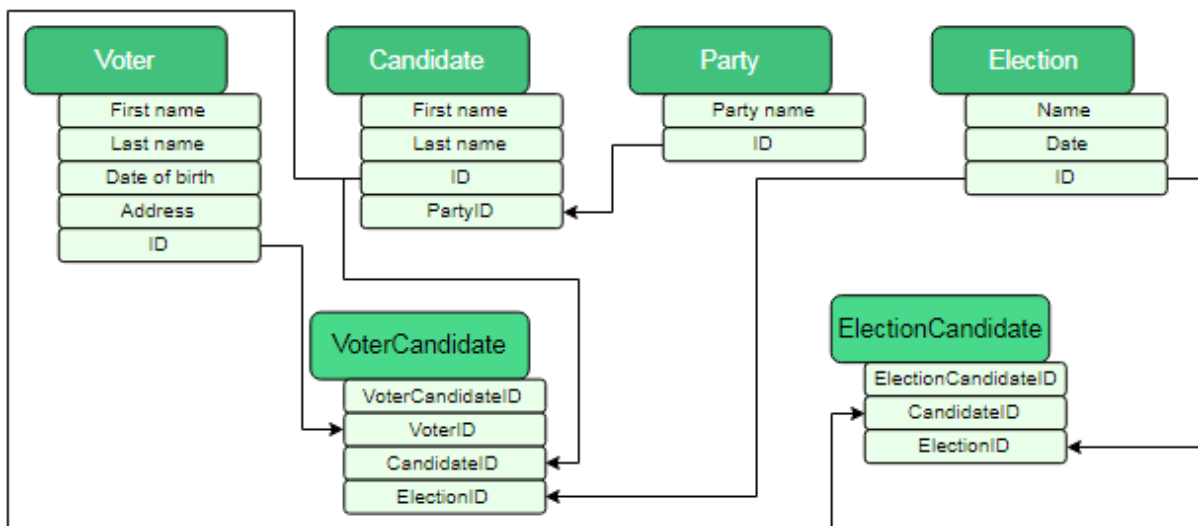 Voter
First name
Last name
Date of birth
Address
ID
Candidate
First name
Last name
ID
PartyID
Party
Party name
ID
Election
Name
Date
ID
VoterCandidate
VoterCandidateID
VoterID
CandidateID
ElectionID
ElectionCandidate
ElectionCandidateID
CandidateID
ElectionID